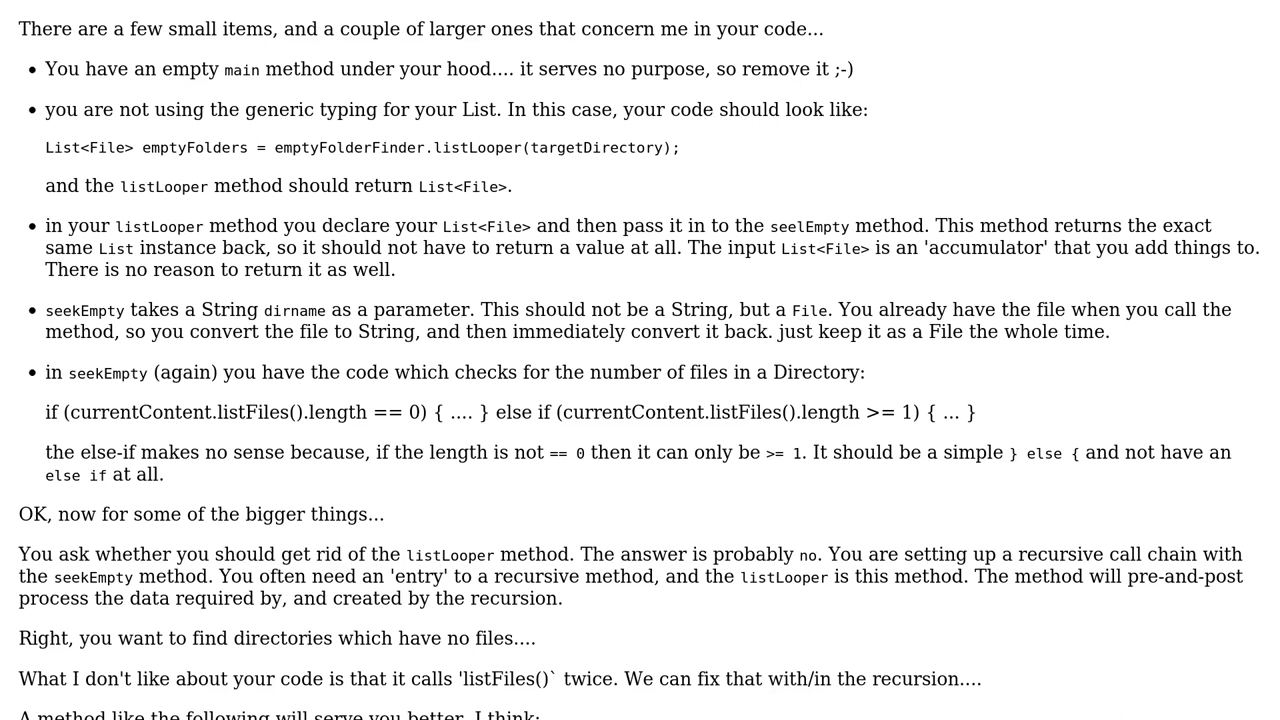 There are a few small items, and a couple of larger ones that concern me in your code...
You have an empty main method under your hood.... it serves no purpose, so remove it ;-)
you are not using the generic typing for your List. In this case, your code should look like:
List<File> emptyFolders = emptyFolderFinder.listLooper(targetDirectory);
and the listLooper method should return List<File>.
in your listLooper method you declare your List<File> and then pass it in to the seelEmpty method. This method returns the exact
same List instance back, so it should not have to return a value at all. The input List<File> is an 'accumulator' that you add things to.
There is no reason to return it as well.
seekEmpty takes a String dirname as a parameter. This should not be a String, but a File. You already have the file when you call the
method, so you convert the file to String, and then immediately convert it back. just keep it as a File the whole time.
in seekEmpty (again) you have the code which checks for the number of files in a Directory:
if (currentContent.listFiles().length == 0) { .... } else if (currentContent.listFiles().length >= 1) { ... }
the else-if makes no sense because, if the length is not == 0 then it can only be >= 1. It should be a simple } else { and not have an
else if at all.
OK, now for some of the bigger things...
You ask whether you should get rid of the listLooper method. The answer is probably no. You are setting up a recursive call chain with
the seekEmpty method. You often need an 'entry' to a recursive method, and the listLooper is this method. The method will pre-and-post
process the data required by, and created by the recursion.
Right, you want to find directories which have no files....
What I don't like about your code is that it calls 'listFiles()` twice. We can fix that with/in the recursion....
A method like the following will serve you better, I think: